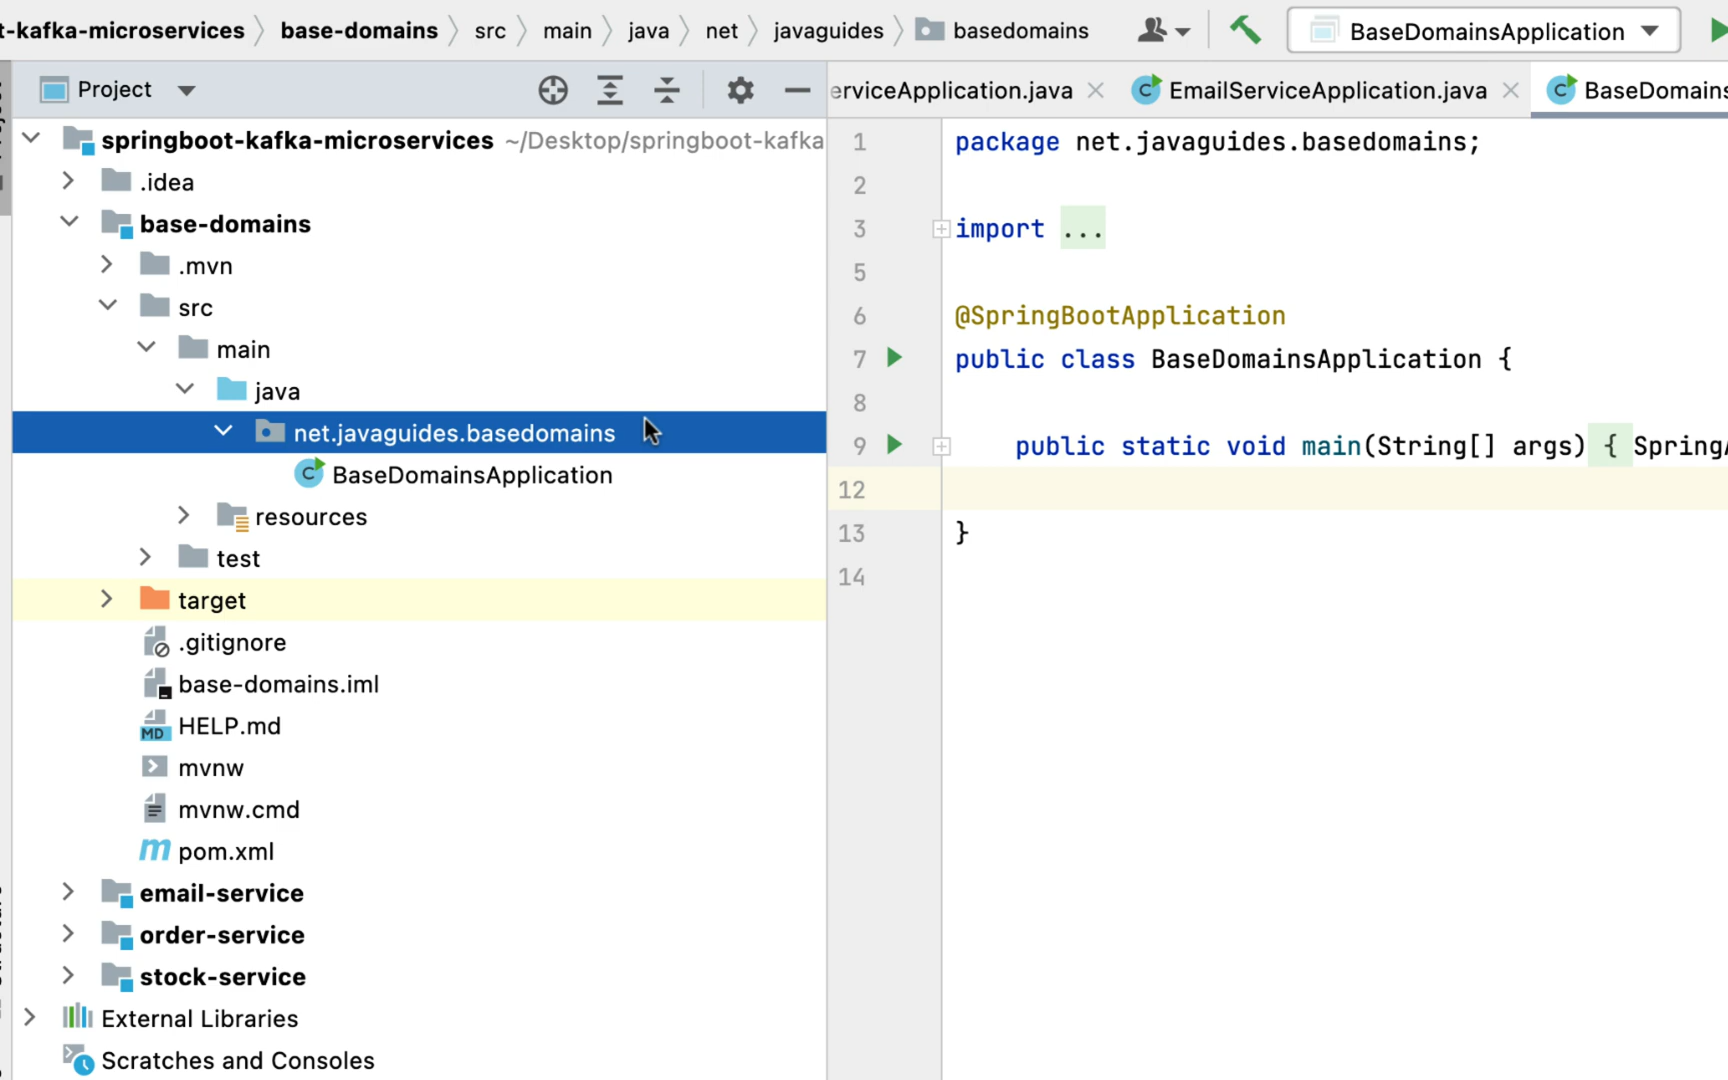 t-kafka-microservices base-domains src main java net javaguides basedomains BaseDomainsApplication
Project
erviceApplication.java EmailServiceApplication.java BaseDomains
springboot-kafka-microservices ~/Desktop/springboot-kafka
.idea
base-domains
.mvn
src
main
java
net.javaguides.basedomains
BaseDomainsApplication
resources
test
target
.gitignore
base-domains.iml
HELP.md
mvnw
mvnw.cmd
pom.xml
email-service
order-service
stock-service
External Libraries
Scratches and Consoles
1 package net.javaguides.basedomains;
2
3 import ...
5
6 @SpringBootApplication
7 public class BaseDomainsApplication {
8
9 public static void main(String[] args) { SpringA
12
13 }
14